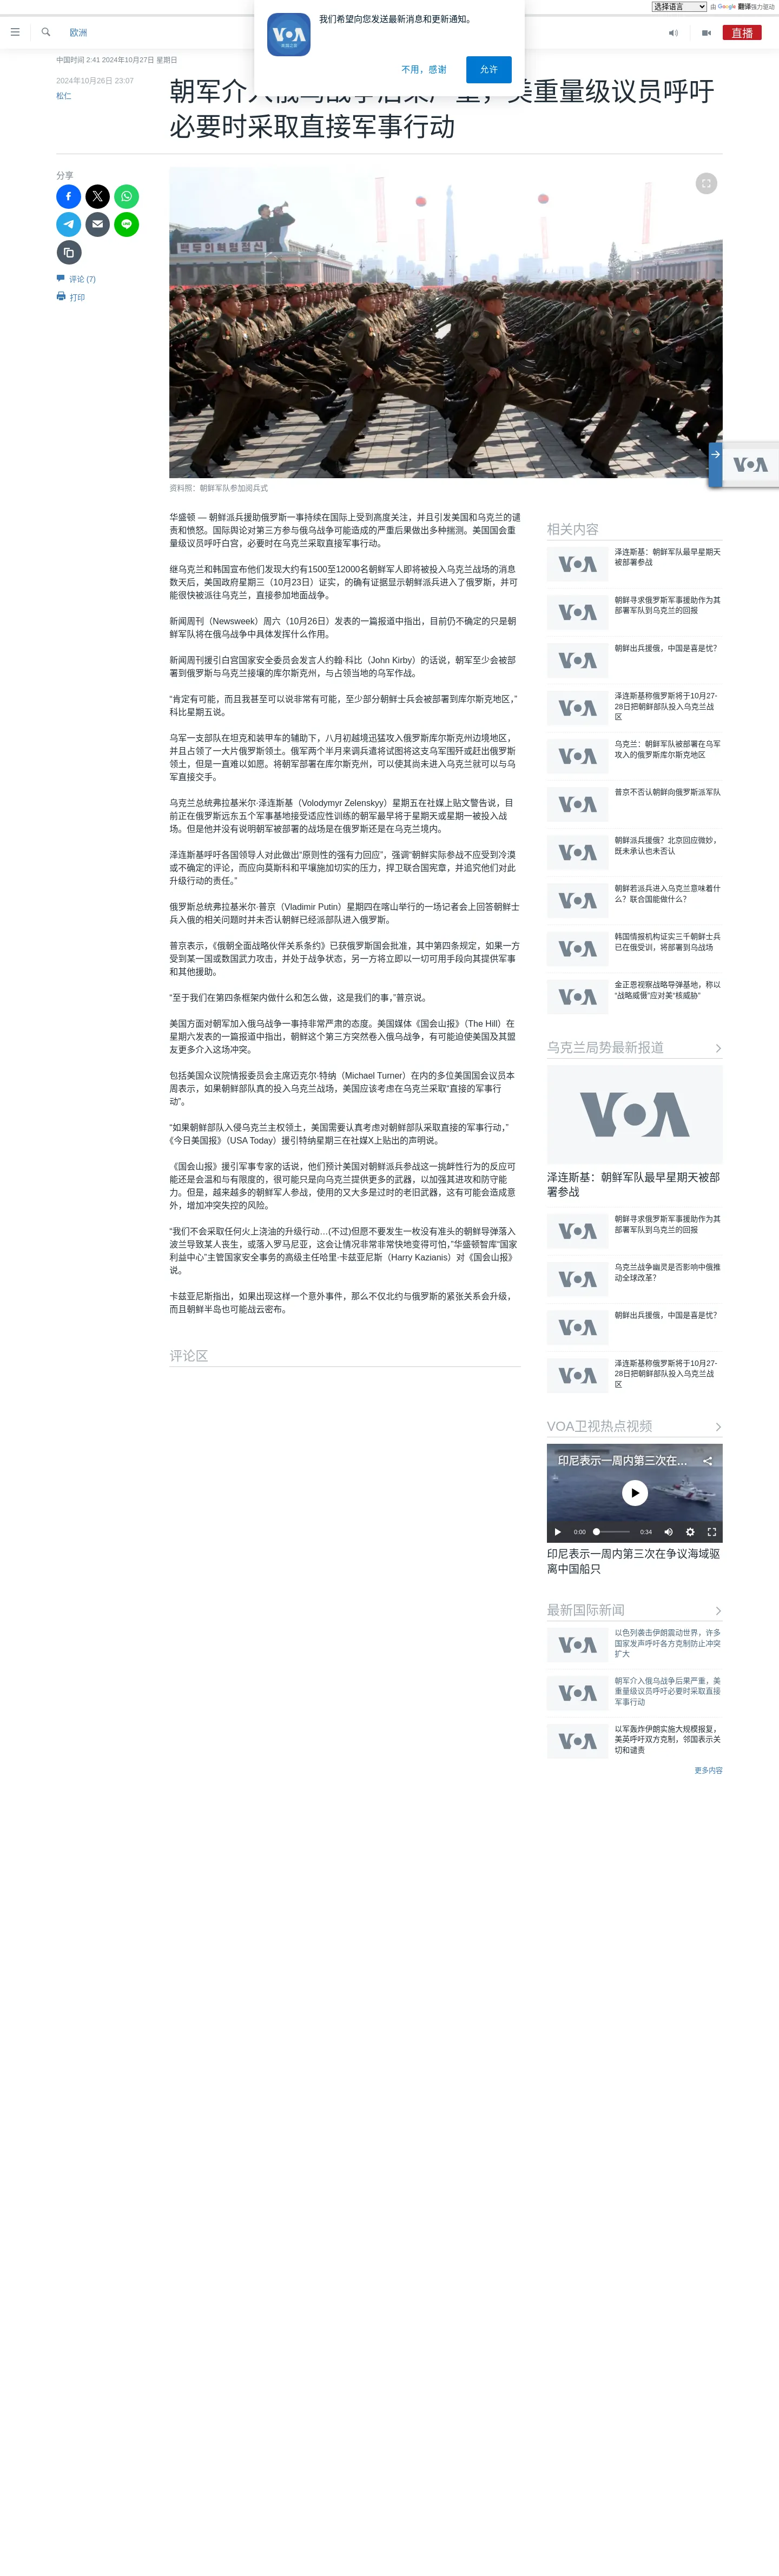 选择语言
由 Google 翻译强力驱动
我们希望向您发送最新消息和更新通知。
不用，感谢
允许
VOA
美国之音
欧洲
直播
中国时间 2:41 2024年10月27日 星期日
2024年10月26日 23:07
松仁
朝军介入俄乌战争后果严重，美重量级议员呼吁
必要时采取直接军事行动
分享
评论 (7)
打印
资料照：朝鲜军队参加阅兵式
华盛顿 — 朝鲜派兵援助俄罗斯一事持续在国际上受到高度关注，并且引发美国和乌克兰的谴
责和愤怒。国际舆论对第三方参与俄乌战争可能造成的严重后果做出多种揣测。美国国会重
量级议员呼吁白宫，必要时在乌克兰采取直接军事行动。
继乌克兰和韩国宣布他们发现大约有1500至12000名朝鲜军人即将被投入乌克兰战场的消息
数天后，美国政府星期三（10月23日）证实，的确有证据显示朝鲜派兵进入了俄罗斯，并可
能很快被派往乌克兰，直接参加地面战争。
新闻周刊（Newsweek）周六（10月26日）发表的一篇报道中指出，目前仍不确定的只是朝
鲜军队将在俄乌战争中具体发挥什么作用。
新闻周刊援引白宫国家安全委员会发言人约翰·科比（John Kirby）的话说，朝军至少会被部
署到俄罗斯与乌克兰接壤的库尔斯克州，与占领当地的乌军作战。
“肯定有可能，而且我甚至可以说非常有可能，至少部分朝鲜士兵会被部署到库尔斯克地区，”
科比星期五说。
乌军一支部队在坦克和装甲车的辅助下，八月初越境迅猛攻入俄罗斯库尔斯克州边境地区，
并且占领了一大片俄罗斯领土。俄军两个半月来调兵遣将试图将这支乌军围歼或赶出俄罗斯
领土，但是一直难以如愿。将朝军部署在库尔斯克州，可以使其尚未进入乌克兰就可以与乌
军直接交手。
乌克兰总统弗拉基米尔·泽连斯基（Volodymyr Zelenskyy）星期五在社媒上贴文警告说，目
前正在俄罗斯远东五个军事基地接受适应性训练的朝军最早将于星期天或星期一被投入战
场。但是他并没有说明朝军被部署的战场是在俄罗斯还是在乌克兰境内。
泽连斯基呼吁各国领导人对此做出“原则性的强有力回应”，强调“朝鲜实际参战不应受到冷漠
或不确定的评论，而应向莫斯科和平壤施加切实的压力，捍卫联合国宪章，并追究他们对此
升级行动的责任。”
俄罗斯总统弗拉基米尔·普京（Vladimir Putin）星期四在喀山举行的一场记者会上回答朝鲜士
兵入俄的相关问题时并未否认朝鲜已经派部队进入俄罗斯。
普京表示，《俄朝全面战略伙伴关系条约》已获俄罗斯国会批准，其中第四条规定，如果一方
受到某一国或数国武力攻击，并处于战争状态，另一方将立即以一切可用手段向其提供军事
和其他援助。
“至于我们在第四条框架内做什么和怎么做，这是我们的事，”普京说。
美国方面对朝军加入俄乌战争一事持非常严肃的态度。美国媒体《国会山报》（The Hill）在
星期六发表的一篇报道中指出，朝鲜这个第三方突然卷入俄乌战争，有可能迫使美国及其盟
友更多介入这场冲突。
包括美国众议院情报委员会主席迈克尔·特纳（Michael Turner）在内的多位美国国会议员本
周表示，如果朝鲜部队真的投入乌克兰战场，美国应该考虑在乌克兰采取“直接的军事行
动”。
“如果朝鲜部队入侵乌克兰主权领土，美国需要认真考虑对朝鲜部队采取直接的军事行动，”
《今日美国报》（USA Today）援引特纳星期三在社媒X上贴出的声明说。
《国会山报》援引军事专家的话说，他们预计美国对朝鲜派兵参战这一挑衅性行为的反应可
能还是会温和与有限度的，很可能只是向乌克兰提供更多的武器，以加强其进攻和防守能
力。但是，越来越多的朝鲜军人参战，使用的又大多是过时的老旧武器，这有可能会造成意
外，增加冲突失控的风险。
“我们不会采取任何火上浇油的升级行动…(不过)但愿不要发生一枚没有准头的朝鲜导弹落入
波兰导致某人丧生，或落入罗马尼亚，这会让情况非常非常快地变得可怕，”华盛顿智库“国家
利益中心”主管国家安全事务的高级主任哈里·卡兹亚尼斯（Harry Kazianis）对《国会山报》
说。
卡兹亚尼斯指出，如果出现这样一个意外事件，那么不仅北约与俄罗斯的紧张关系会升级，
而且朝鲜半岛也可能战云密布。
评论区
VOA
相关内容
VOA
泽连斯基：朝鲜军队最早星期天
被部署参战
VOA
朝鲜寻求俄罗斯军事援助作为其
部署军队到乌克兰的回报
VOA
朝鲜出兵援俄，中国是喜是忧？
VOA
泽连斯基称俄罗斯将于10月27-
28日把朝鲜部队投入乌克兰战
区
VOA
乌克兰：朝鲜军队被部署在乌军
攻入的俄罗斯库尔斯克地区
VOA
普京不否认朝鲜向俄罗斯派军队
VOA
朝鲜派兵援俄？北京回应微妙，
既未承认也未否认
VOA
朝鲜若派兵进入乌克兰意味着什
么？联合国能做什么？
VOA
韩国情报机构证实三千朝鲜士兵
已在俄受训，将部署到乌战场
VOA
金正恩视察战略导弹基地，称以
“战略威慑”应对美“核威胁”
乌克兰局势最新报道
VOA
泽连斯基：朝鲜军队最早星期天被部
署参战
VOA
朝鲜寻求俄罗斯军事援助作为其
部署军队到乌克兰的回报
VOA
乌克兰战争幽灵是否影响中俄推
动全球改革？
VOA
朝鲜出兵援俄，中国是喜是忧？
VOA
泽连斯基称俄罗斯将于10月27-
28日把朝鲜部队投入乌克兰战
区
VOA卫视热点视频
印尼表示一周内第三次在...
0:00
0:34
印尼表示一周内第三次在争议海域驱
离中国船只
最新国际新闻
VOA
以色列袭击伊朗震动世界，许多
国家发声呼吁各方克制防止冲突
扩大
VOA
朝军介入俄乌战争后果严重，美
重量级议员呼吁必要时采取直接
军事行动
VOA
以军轰炸伊朗实施大规模报复，
美英呼吁双方克制，邻国表示关
切和谴责
更多内容